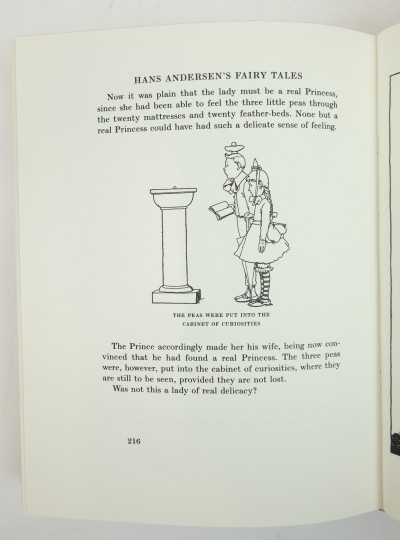 HANS ANDERSEN'S FAIRY TALES
Now it was plain that the lady must be a real Princess,
since she had been able to feel the three little peas through
the twenty mattresses and twenty feather-beds. None but a
real Princess could have had such a delicate sense of feeling.
THE PEAS WERE PUT INTO THE
CABINET OF CURIOSITIES
The Prince accordingly made her his wife, being now con-
vinced that he had found a real Princess. The three peas
were, however, put into the cabinet of curiosities, where they
are still to be seen, provided they are not lost.
Was not this a lady of real delicacy?
216